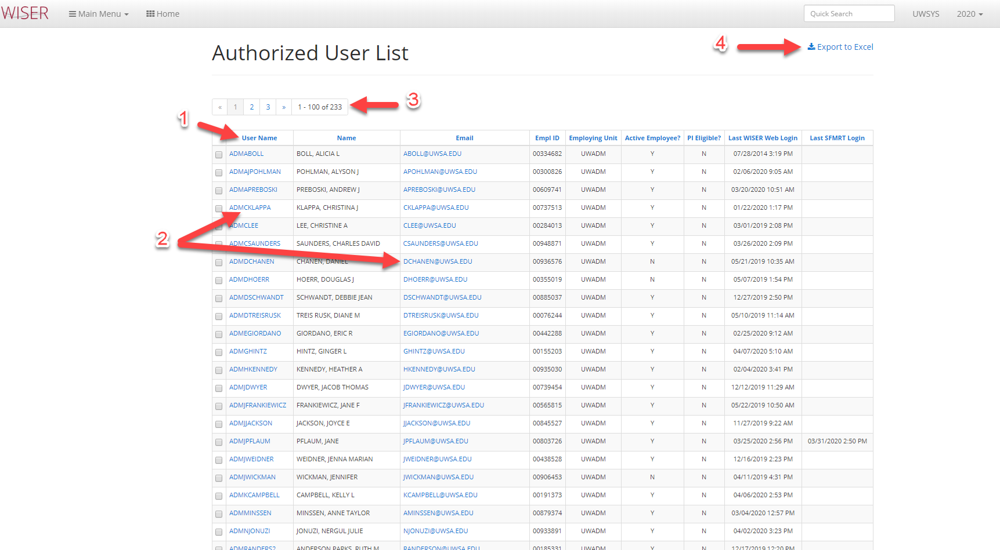 WISER Main Menu Home Quick Search UWSYS 2020
4 Export to Excel
Authorized User List
« 1 2 3 » 1 - 100 of 233 3
1
User Name Name Email Empl ID Employing Unit Active Employee? PI Eligible? Last WISER Web Login Last SFMRT Login
ADMABOLL BOLL, ALICIA L ABOLL@UWSA.EDU 00334682 UWADM Y N 07/28/2014 3:19 PM
ADMAJPOHLMAN POHLMAN, ALYSON J APOHLMAN@UWSA.EDU 00300826 UWADM Y N 02/06/2020 9:05 AM
ADMAPREBOSKI PREBOSKI, ANDREW J APREBOSKI@UWSA.EDU 00609741 UWADM Y N 03/20/2020 10:51 AM
ADMCKLAPPA KLAPPA, CHRISTINA J CKLAPPA@UWSA.EDU 00737513 UWADM Y N 01/22/2020 1:17 PM
ADMCLEE LEE, CHRISTINE A CLEE@UWSA.EDU 00284013 UWADM Y N 03/01/2019 2:08 PM
2
ADMCSAUNDERS SAUNDERS, CHARLES DAVID CSAUNDERS@UWSA.EDU 00948871 UWADM Y N 03/26/2020 2:09 PM
ADMDCHANEN CHANEN, DANIEL DCHANEN@UWSA.EDU 00936576 UWADM N N 05/21/2019 10:35 AM
ADMDHOERR HOERR, DOUGLAS J DHOERR@UWSA.EDU 00355019 UWADM N N 05/07/2019 1:54 PM
ADMDSCHWANDT SCHWANDT, DEBBIE JEAN DSCHWANDT@UWSA.EDU 00885037 UWADM Y N 12/27/2019 2:50 PM
ADMDTREISRUSK TREIS RUSK, DIANE M DTREISRUSK@UWSA.EDU 00076244 UWADM Y N 05/10/2019 11:14 AM
ADMEGIORDANO GIORDANO, ERIC R EGIORDANO@UWSA.EDU 00442288 UWADM Y N 02/25/2020 9:12 AM
ADMGHINTZ HINTZ, GINGER L GHINTZ@UWSA.EDU 00155203 UWADM Y N 04/07/2020 5:10 AM
ADMHKENNEDY KENNEDY, HEATHER A HKENNEDY@UWSA.EDU 00935030 UWADM Y N 02/04/2020 3:41 PM
ADMJDWYER DWYER, JACOB THOMAS JDWYER@UWSA.EDU 00739454 UWADM Y N 12/12/2019 11:29 AM
ADMJFRANKIEWICZ FRANKIEWICZ, JANE F JFRANKIEWICZ@UWSA.EDU 00565815 UWADM Y N 05/22/2019 10:50 AM
ADMJJACKSON JACKSON, JOYCE E JJACKSON@UWSA.EDU 00845527 UWADM Y N 11/27/2019 9:22 AM
ADMJPFLAUM PFLAUM, JANE JPFLAUM@UWSA.EDU 00803726 UWADM Y N 03/25/2020 2:56 PM 03/31/2020 2:50 PM
ADMJWEIDNER WEIDNER, JENNA MARIAN JWEIDNER@UWSA.EDU 00438528 UWADM Y N 12/16/2019 2:23 PM
ADMJWICKMAN WICKMAN, JENNIFER JWICKMAN@UWSA.EDU 00906453 UWADM N N 04/11/2019 4:31 PM
ADMKCAMPBELL CAMPBELL, KELLY L KCAMPBELL@UWSA.EDU 00191373 UWADM Y N 04/06/2020 2:53 PM
ADMMINSSEN MINSSEN, ANNE TAYLOR AMINSSEN@UWSA.EDU 00879374 UWADM Y N 03/04/2020 12:57 PM
ADMNJONUZI JONUZI, NERGUL JULIE NJONUZI@UWSA.EDU 00933891 UWADM Y N 04/02/2020 3:23 PM
ADMRANDERS2 ANDERSON PARKS, RUTH M RANDERSON@UWSA.EDU 00185331 UWADM Y N 12/17/2019 12:20 PM